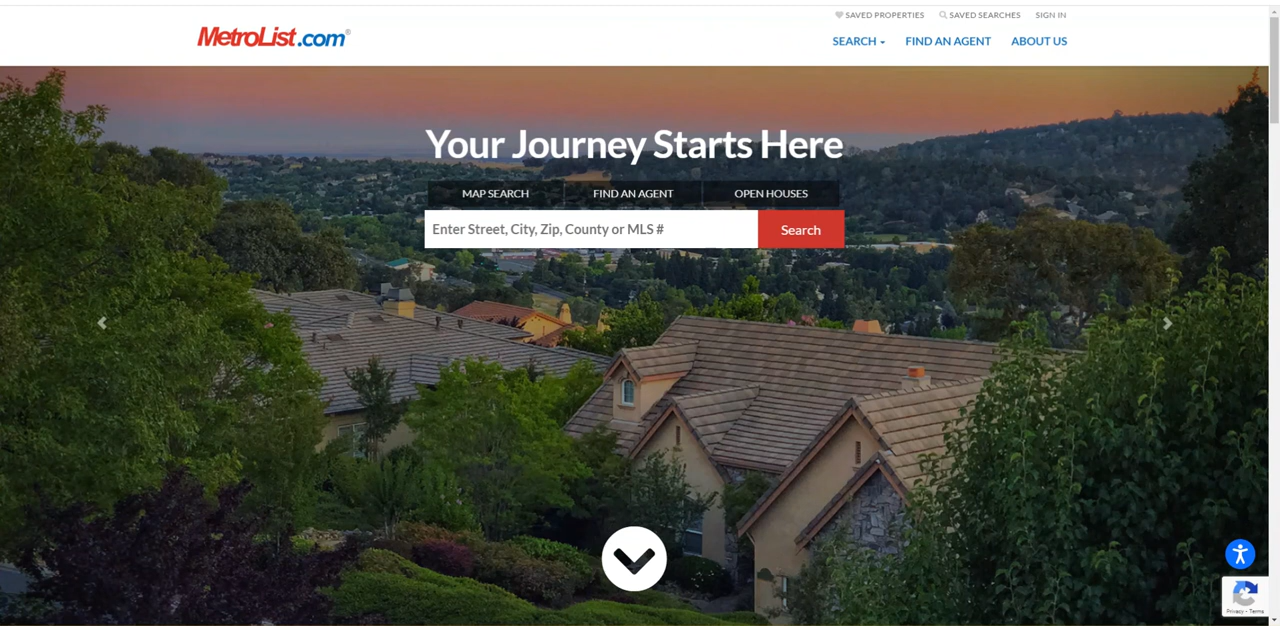 SAVED PROPERTIES SAVED SEARCHES SIGN IN
MetroList.com®
SEARCH FIND AN AGENT ABOUT US
Your Journey Starts Here
MAP SEARCH FIND AN AGENT OPEN HOUSES
Enter Street, City, Zip, County or MLS # Search
Privacy - Terms